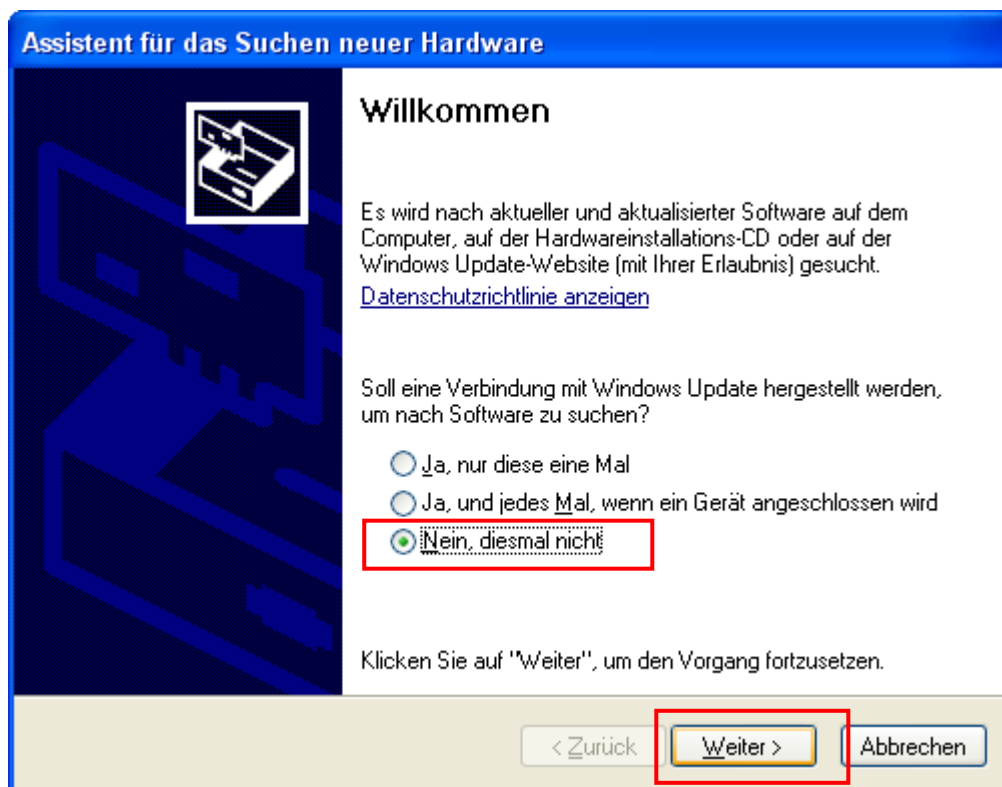 Assistent für das Suchen neuer Hardware
Willkommen
Es wird nach aktueller und aktualisierter Software auf dem
Computer, auf der Hardwareinstallations-CD oder auf der
Windows Update-Website (mit Ihrer Erlaubnis) gesucht.
Datenschutzrichtlinie anzeigen
Soll eine Verbindung mit Windows Update hergestellt werden,
um nach Software zu suchen?
Ja, nur diese eine Mal
Ja, und jedes Mal, wenn ein Gerät angeschlossen wird
Nein, diesmal nicht
Klicken Sie auf "Weiter", um den Vorgang fortzusetzen.
< Zurück Weiter > Abbrechen